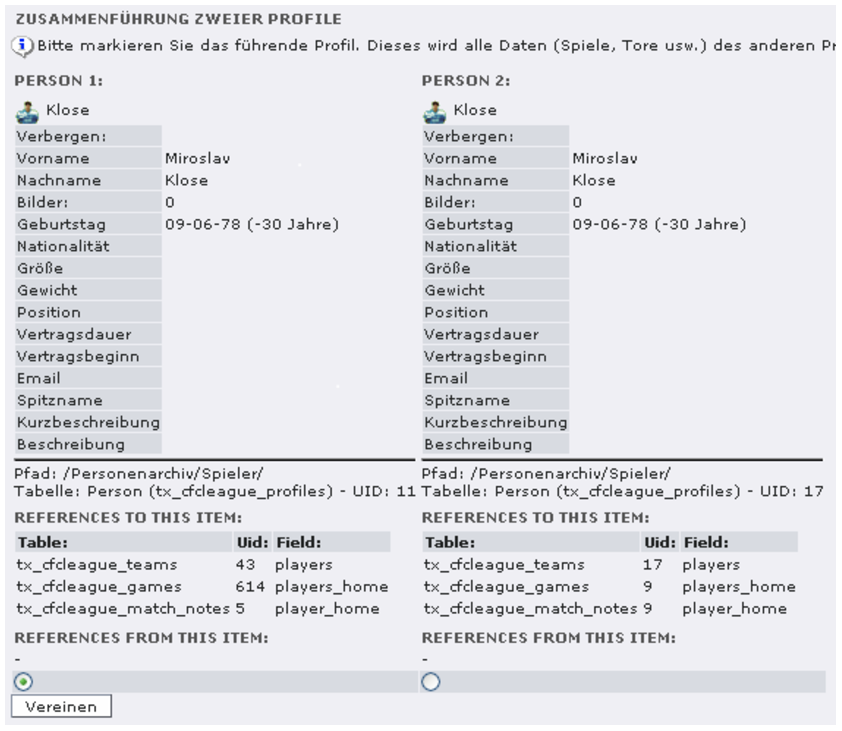 ZUSAMMENFÜHRUNG ZWEIER PROFILE
Bitte markieren Sie das führende Profil. Dieses wird alle Daten (Spiele, Tore usw.) des anderen
PERSON 1:
Klose
Verbergen:
Vorname Miroslav
Nachname Klose
Bilder: 0
Geburtstag 09-06-78 (-30 Jahre)
Nationalität
Größe
Gewicht
Position
Vertragsdauer
Vertragsbeginn
Email
Spitzname
Kurzbeschreibung
Beschreibung
Pfad: /Personenarchiv/Spieler/
Tabelle: Person (tx_cfcleague_profiles) - UID: 11
REFERENCES TO THIS ITEM:
Table: Uid: Field:
tx_cfcleague_teams 43 players
tx_cfcleague_games 614 players_home
tx_cfcleague_match_notes 5 player_home
REFERENCES FROM THIS ITEM:
-
PERSON 2:
Klose
Verbergen:
Vorname Miroslav
Nachname Klose
Bilder: 0
Geburtstag 09-06-78 (-30 Jahre)
Nationalität
Größe
Gewicht
Position
Vertragsdauer
Vertragsbeginn
Email
Spitzname
Kurzbeschreibung
Beschreibung
Pfad: /Personenarchiv/Spieler/
Tabelle: Person (tx_cfcleague_profiles) - UID: 17
REFERENCES TO THIS ITEM:
Table: Uid: Field:
tx_cfcleague_teams 17 players
tx_cfcleague_games 9 players_home
tx_cfcleague_match_notes 9 player_home
REFERENCES FROM THIS ITEM:
-
Vereinen